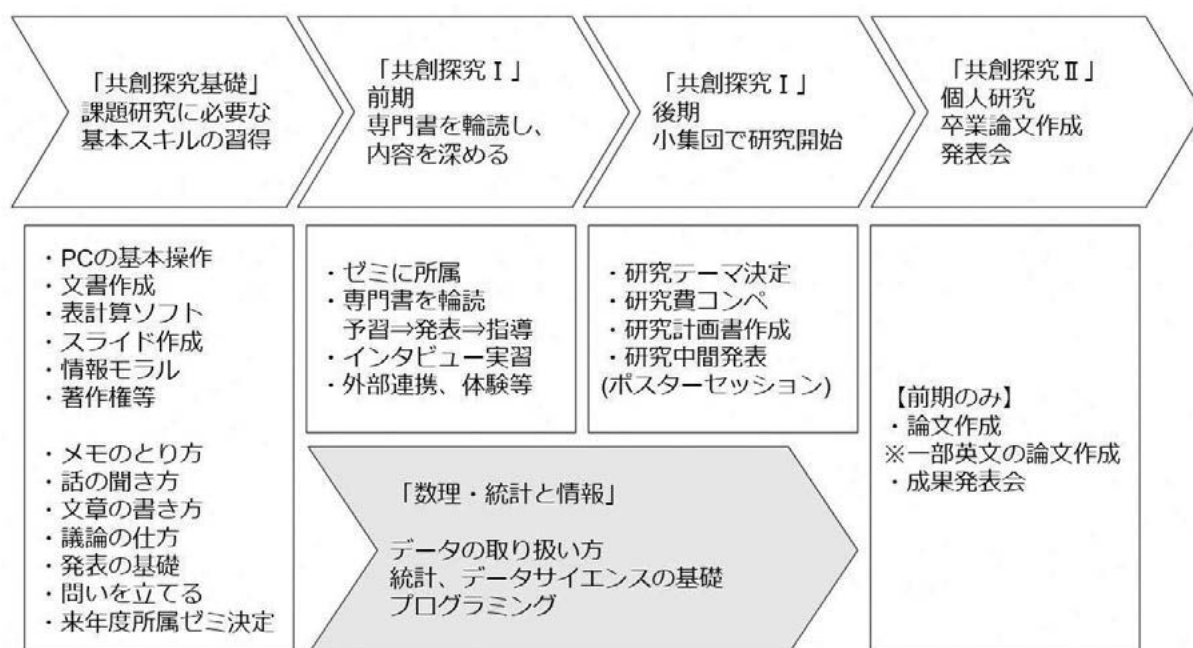 「共創探究基礎」
課題研究に必要な
基本スキルの習得
「共創探究Ⅰ」
前期
専門書を輪読し、
内容を深める
「共創探究Ⅰ」
後期
小集団で研究開始
「共創探究Ⅱ」
個人研究
卒業論文作成
発表会
・PCの基本操作
・文書作成
・表計算ソフト
・スライド作成
・情報モラル
・著作権等
・メモのとり方
・話の聞き方
・文章の書き方
・議論の仕方
・発表の基礎
・問いを立てる
・来年度所属ゼミ決定
・ゼミに所属
・専門書を輪読
予習⇒発表⇒指導
・インタビュー実習
・外部連携、体験等
・研究テーマ決定
・研究費コンペ
・研究計画書作成
・研究中間発表
(ポスターセッション)
「数理・統計と情報」
データの取り扱い方
統計、データサイエンスの基礎
プログラミング
【前期のみ】
・論文作成
※一部英文の論文作成
・成果発表会